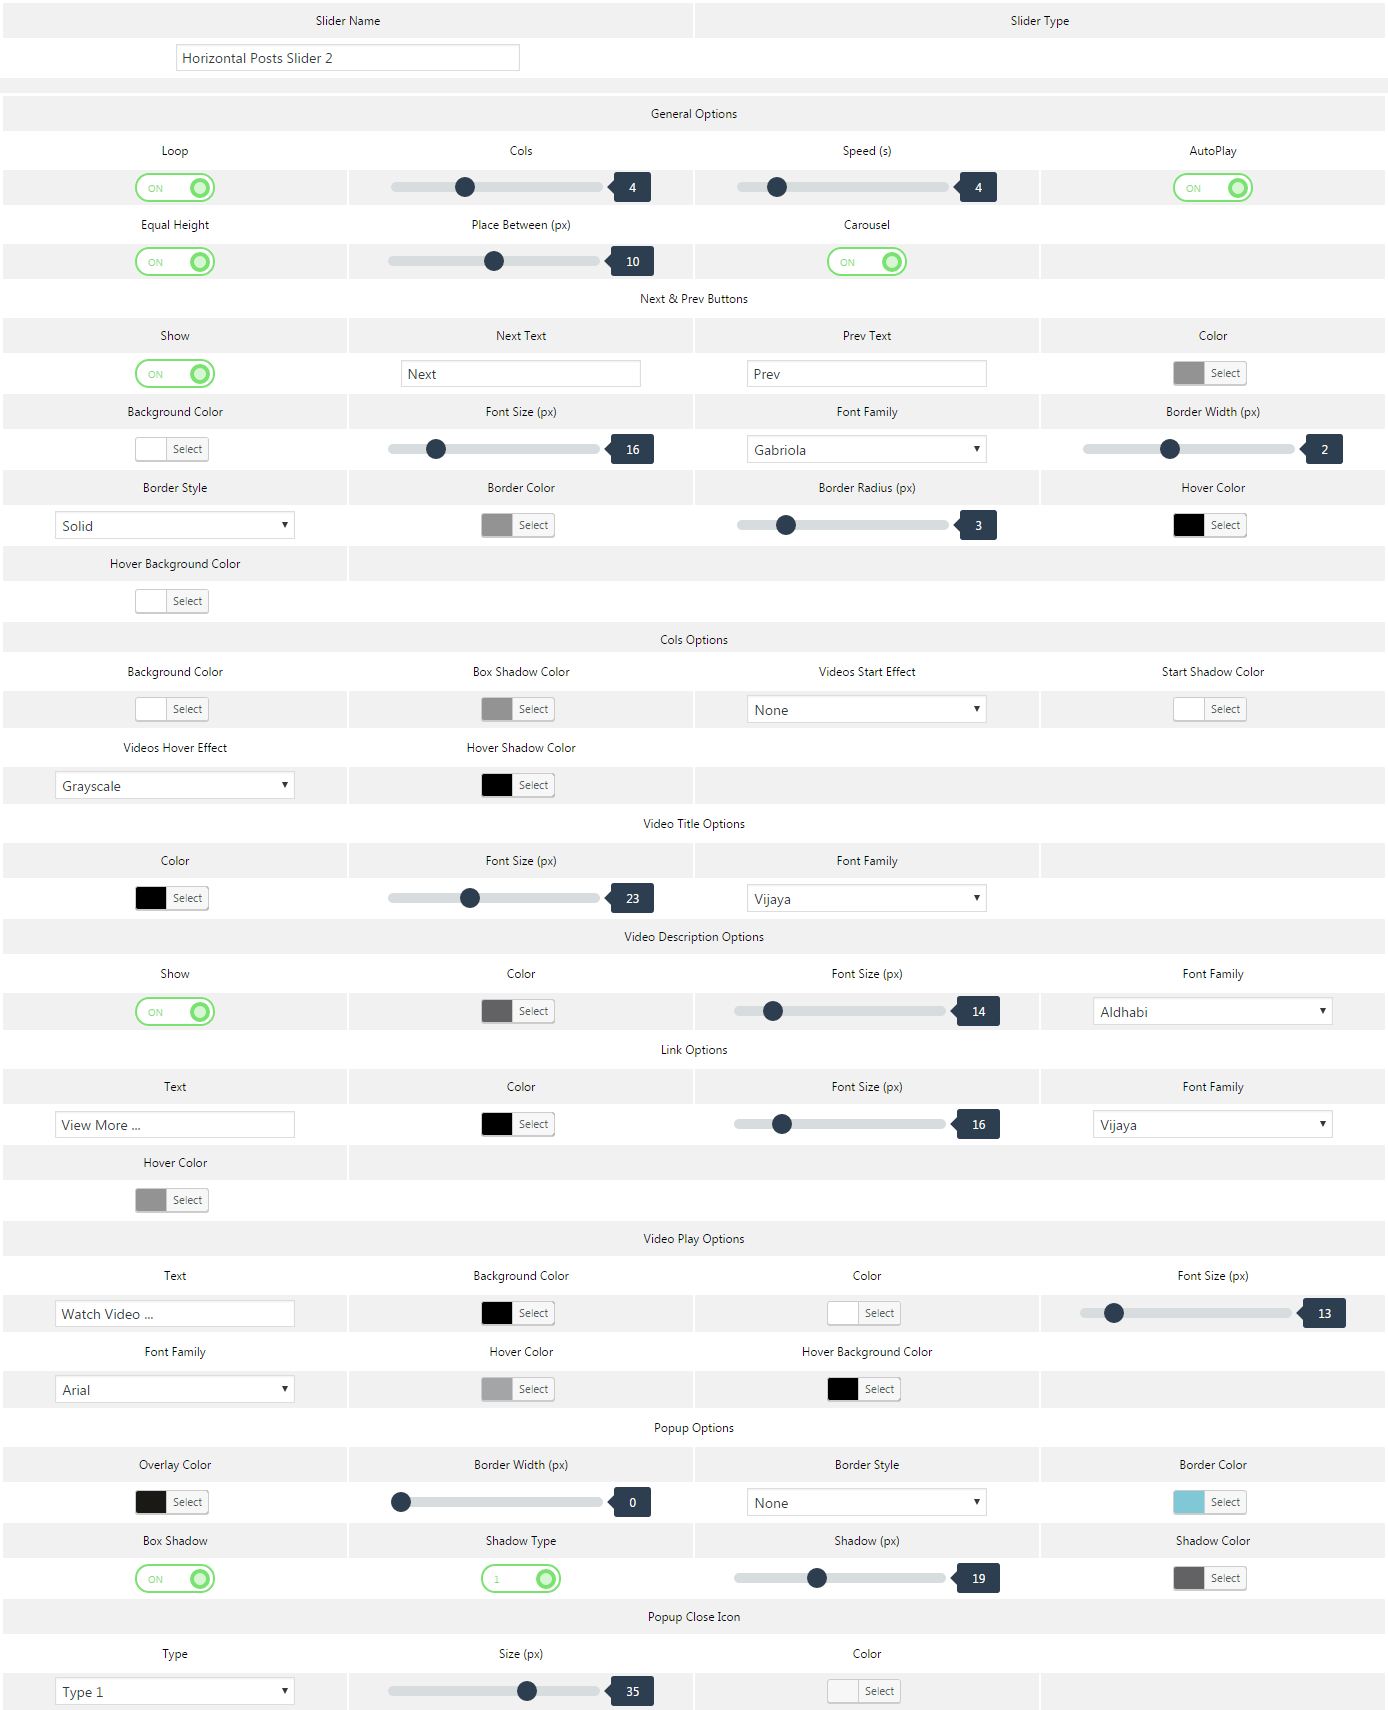 Slider Name Slider Type
Horizontal Posts Slider 2
General Options
Loop Cols Speed (s) AutoPlay
ON 4 4 ON
Equal Height Place Between (px) Carousel
ON 10 ON
Next & Prev Buttons
Show Next Text Prev Text Color
ON Next Prev Select
Background Color Font Size (px) Font Family Border Width (px)
Select 16 Gabriola 2
Border Style Border Color Border Radius (px) Hover Color
Solid Select 3 Select
Hover Background Color
Select
Cols Options
Background Color Box Shadow Color Videos Start Effect Start Shadow Color
Select Select None Select
Videos Hover Effect Hover Shadow Color
Grayscale Select
Video Title Options
Color Font Size (px) Font Family
Select 23 Vijaya
Video Description Options
Show Color Font Size (px) Font Family
ON Select 14 Aldhabi
Link Options
Text Color Font Size (px) Font Family
View More ... Select 16 Vijaya
Hover Color
Select
Video Play Options
Text Background Color Color Font Size (px)
Watch Video ... Select Select 13
Font Family Hover Color Hover Background Color
Arial Select Select
Popup Options
Overlay Color Border Width (px) Border Style Border Color
Select 0 None Select
Box Shadow Shadow Type Shadow (px) Shadow Color
ON 1 19 Select
Popup Close Icon
Type Size (px) Color
Type 1 35 Select